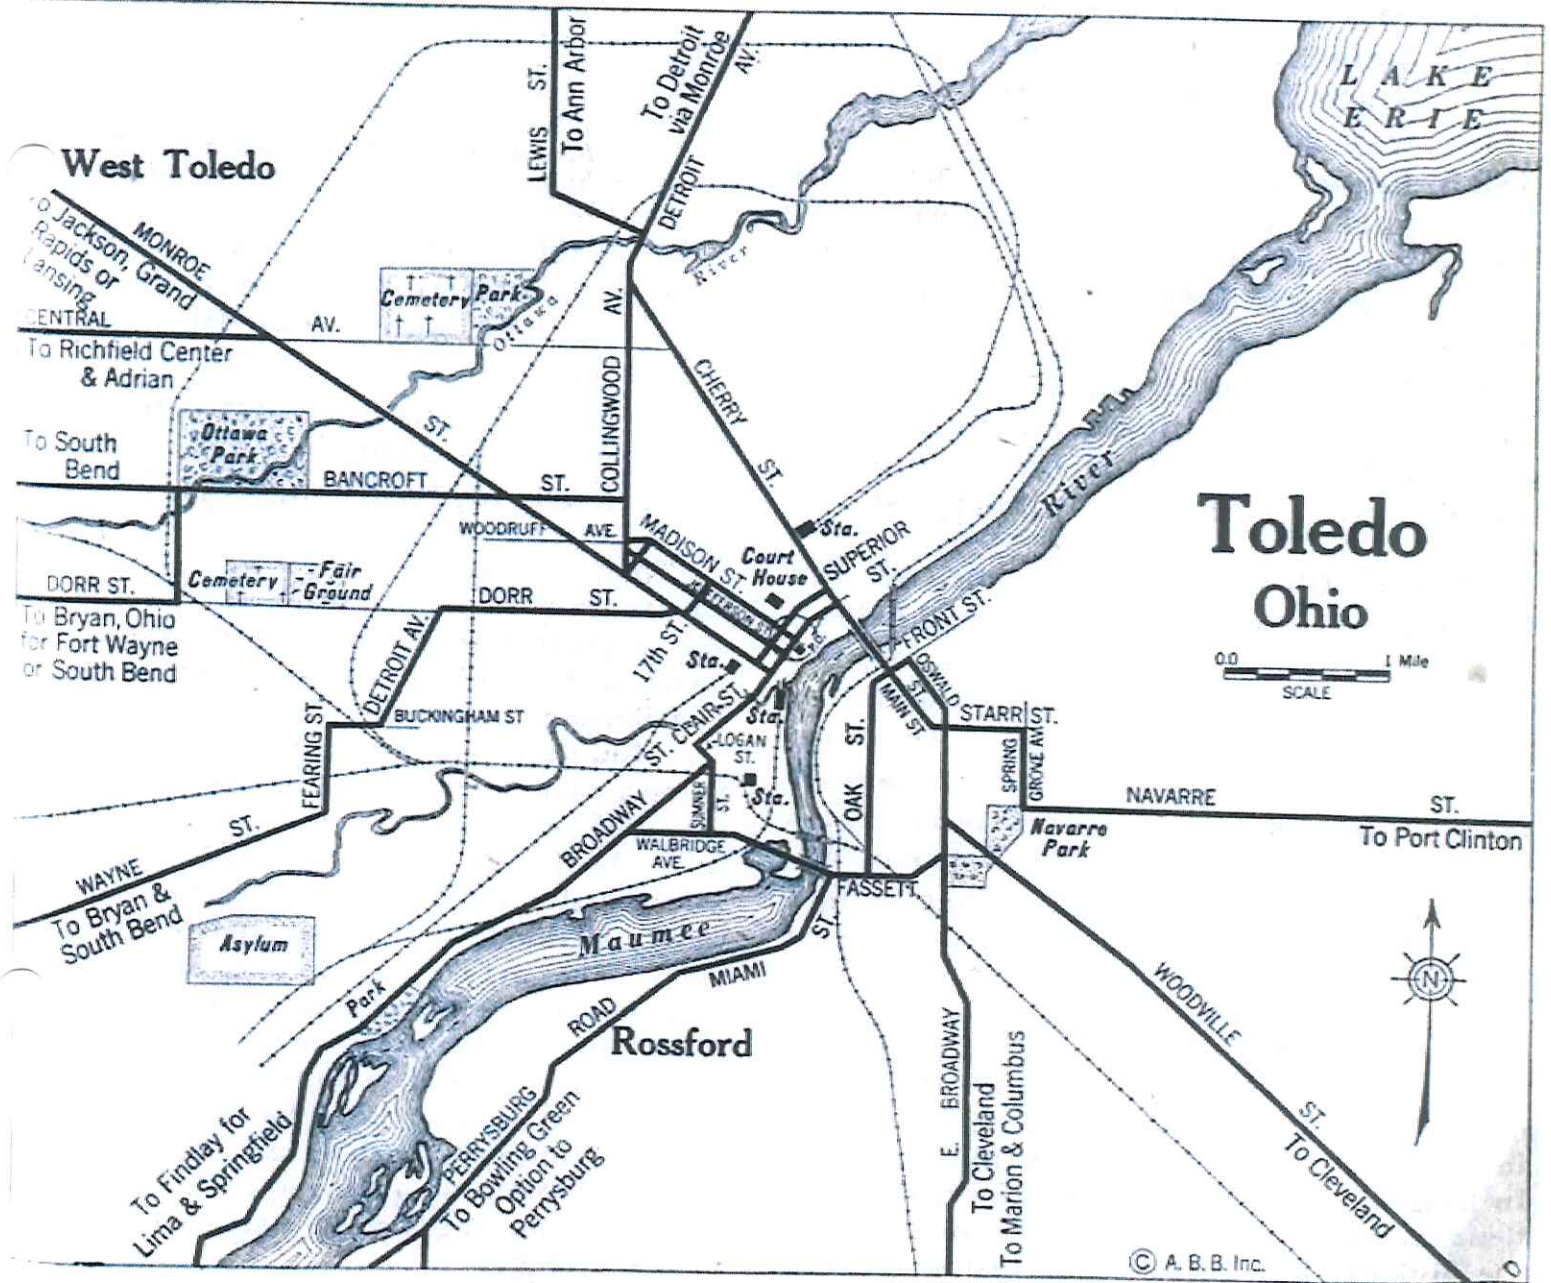 LEWIS ST.
To Ann Arbor
To Detroit
via Monroe
DETROIT AV.
LAKE
ERIE
West Toledo
MONROE ST.
To Jackson, Grand
Rapids or
Lansing
CENTRAL AV.
To Richfield Center
& Adrian
Cemetery
Park
Ottawa River
COLLINGWOOD AV.
CHERRY ST.
Ottawa
Park
To South
Bend
BANCROFT ST.
WOODRUFF AVE.
MADISON ST.
JEFFERSON ST.
Court
House
Sta.
SUPERIOR
ST.
Maumee River
Toledo
Ohio
0.0 1 Mile
SCALE
DORR ST.
Cemetery
Fair
Ground
DORR ST.
To Bryan, Ohio
for Fort Wayne
or South Bend
DETROIT AV.
17th ST.
Sta.
FRONT ST.
OSWALD
ST.
MAIN ST.
STARR ST.
BUCKINGHAM ST
FEARING ST.
ST. CLAIR ST.
Sta.
LOGAN
ST.
Sta.
SUMNER
ST.
OAK ST.
SPRING
GROVE AV.
NAVARRE ST.
To Port Clinton
Navarre
Park
WAYNE ST.
To Bryan &
South Bend
BROADWAY
WALBRIDGE
AVE.
FASSETT
ST.
Asylum
Park
MIAMI
ROAD
Rossford
PERRYSBURG
To Bowling Green
Option to
Perrysburg
To Findlay for
Lima & Springfield
E. BROADWAY
To Cleveland
To Marion & Columbus
WOODVILLE ST.
To Cleveland
N
© A. B. B. Inc.